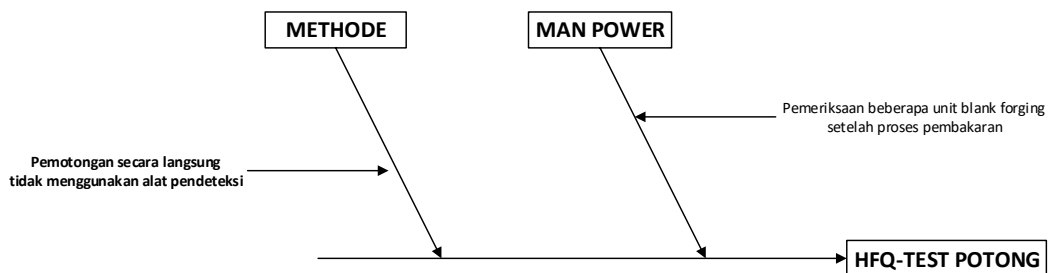 METHODE
MAN POWER
Pemeriksaan beberapa unit blank forging
setelah proses pembakaran
Pemotongan secara langsung
tidak menggunakan alat pendeteksi
HFQ-TEST POTONG